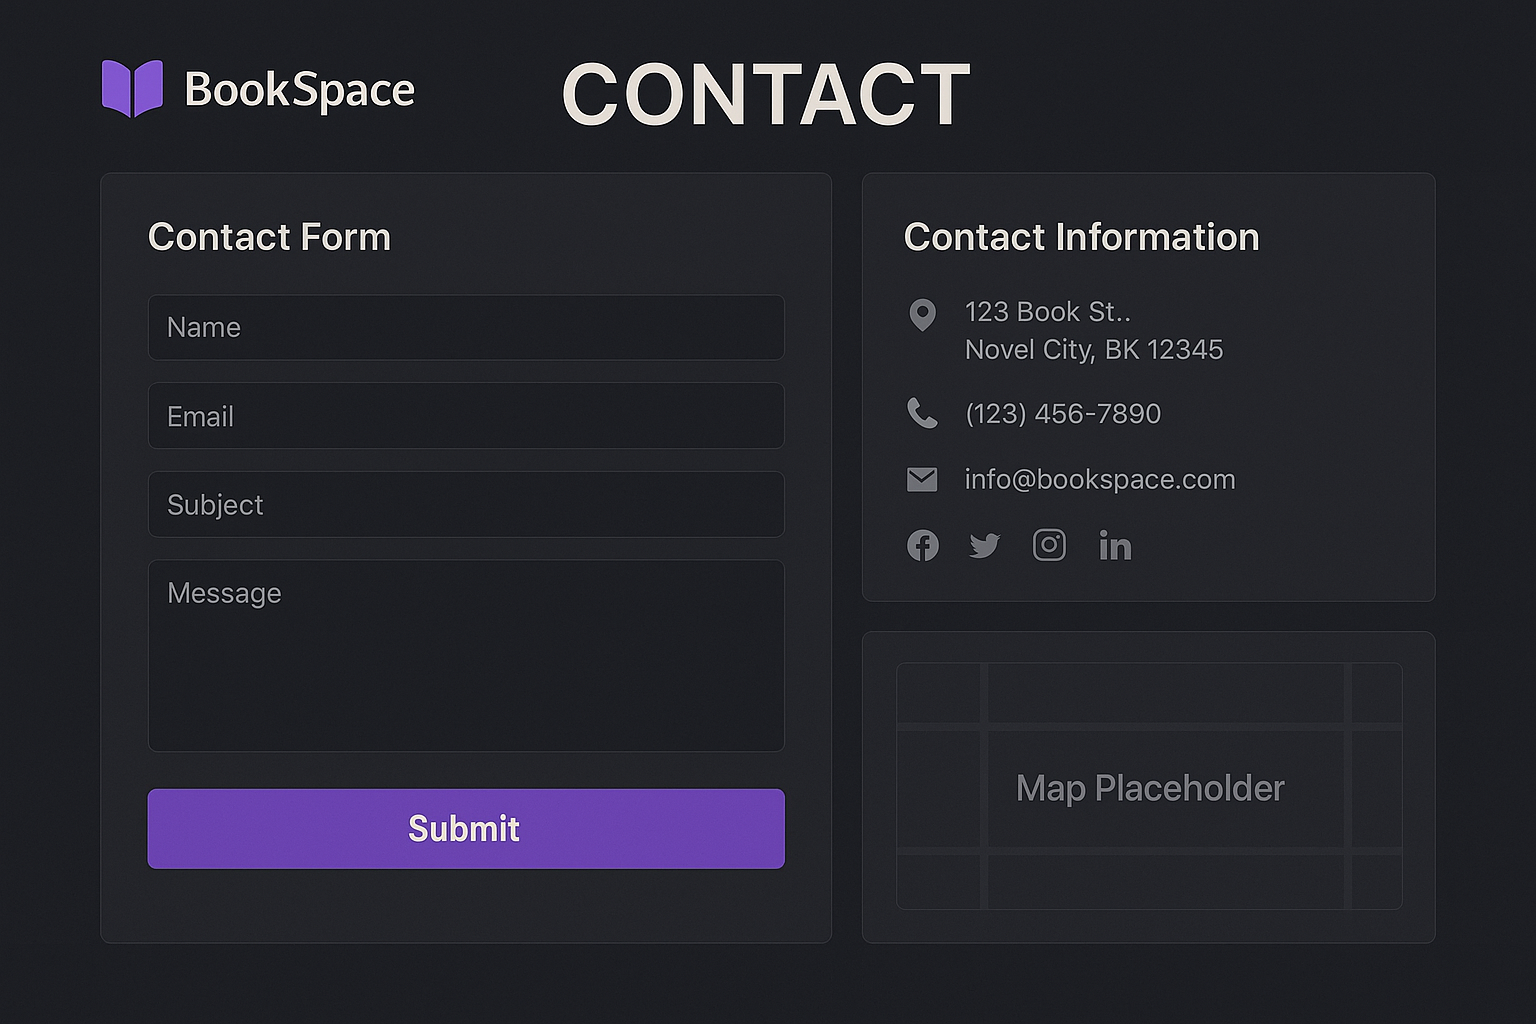 BookSpace
CONTACT
Contact Form
Name
Email
Subject
Message
Submit
Contact Information
123 Book St..
Novel City, BK 12345
(123) 456-7890
info@bookspace.com
in
Map Placeholder